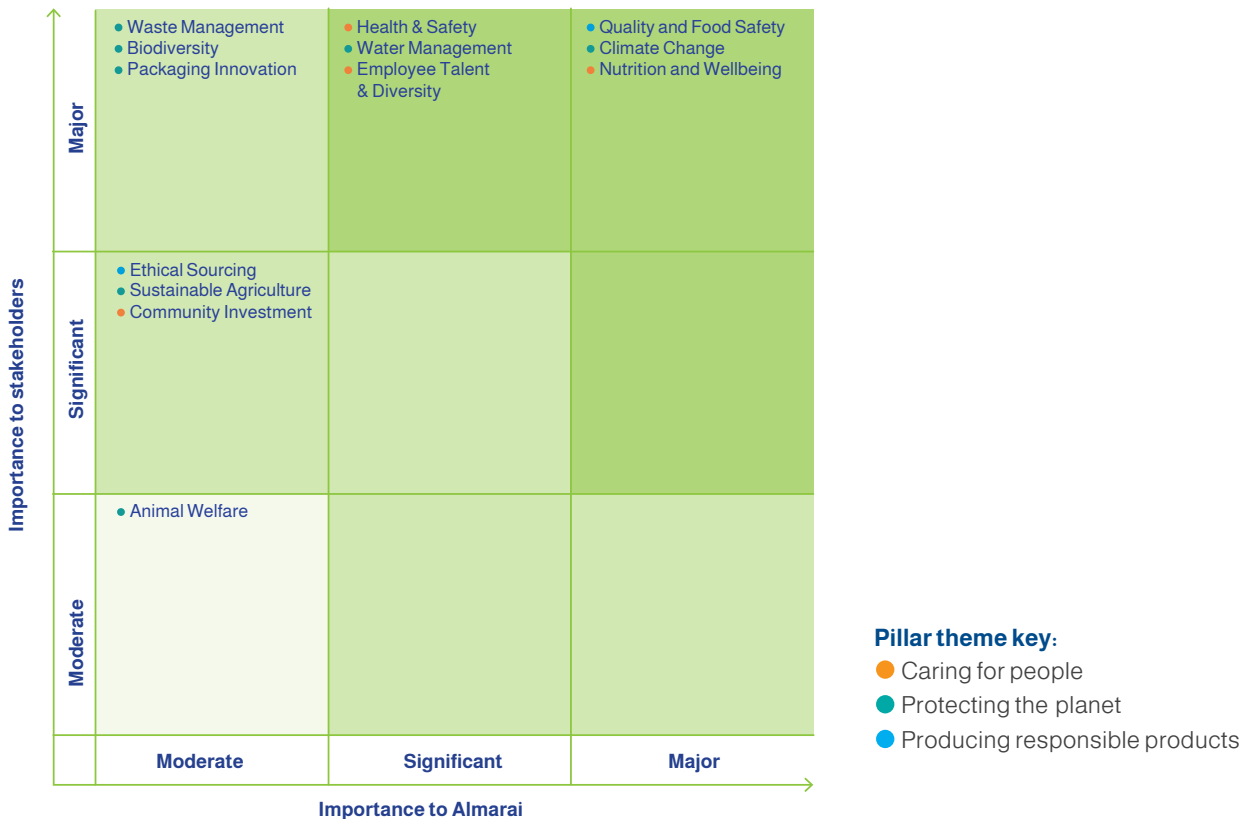 Importance to stakeholders
Major
Waste Management
Biodiversity
Packaging Innovation
Health & Safety
Water Management
Employee Talent
& Diversity
Quality and Food Safety
Climate Change
Nutrition and Wellbeing
Significant
Ethical Sourcing
Sustainable Agriculture
Community Investment
Moderate
Animal Welfare
Moderate
Significant
Major
Importance to Almarai
Pillar theme key:
Caring for people
Protecting the planet
Producing responsible products